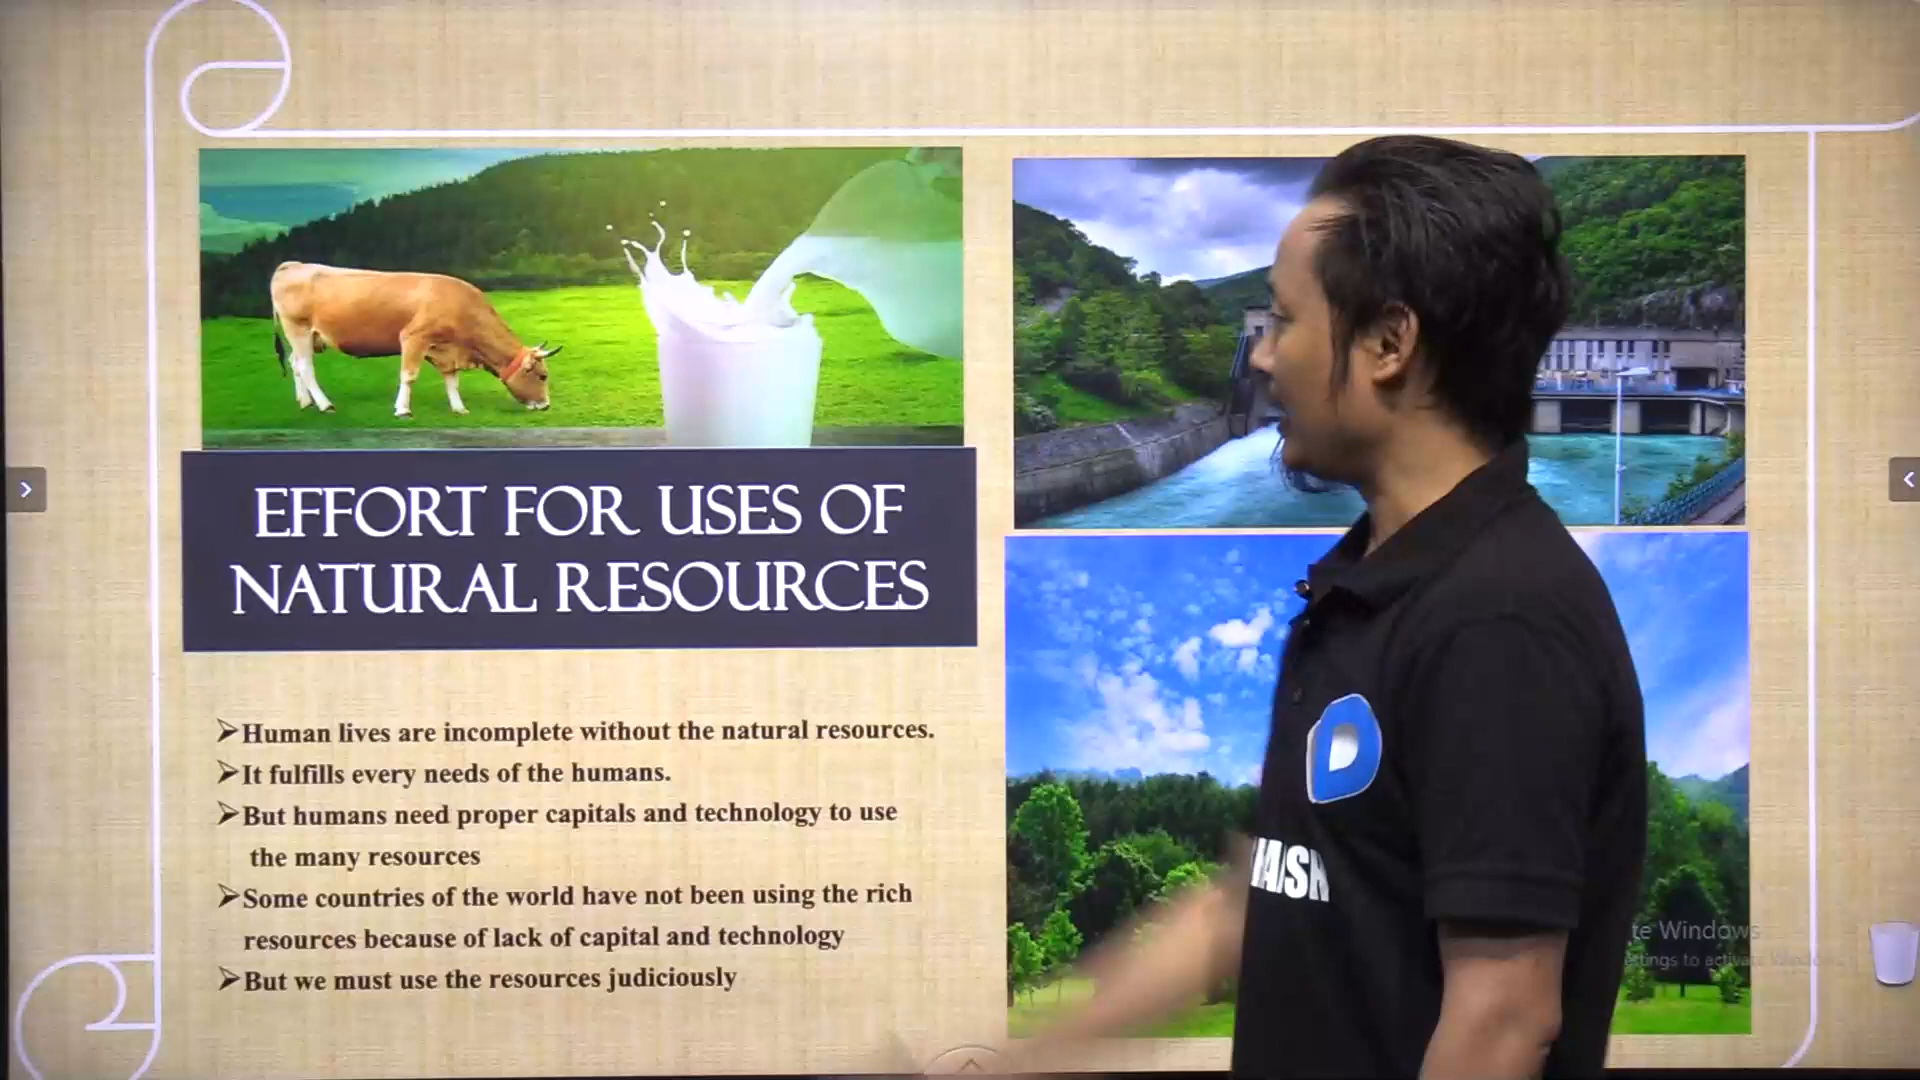 EFFORT FOR USES OF
NATURAL RESOURCES
➢Human lives are incomplete without the natural resources.
➢It fulfills every needs of the humans.
➢But humans need proper capitals and technology to use
the many resources
➢Some countries of the world have not been using the rich
resources because of lack of capital and technology
➢But we must use the resources judiciously
D
te Windows